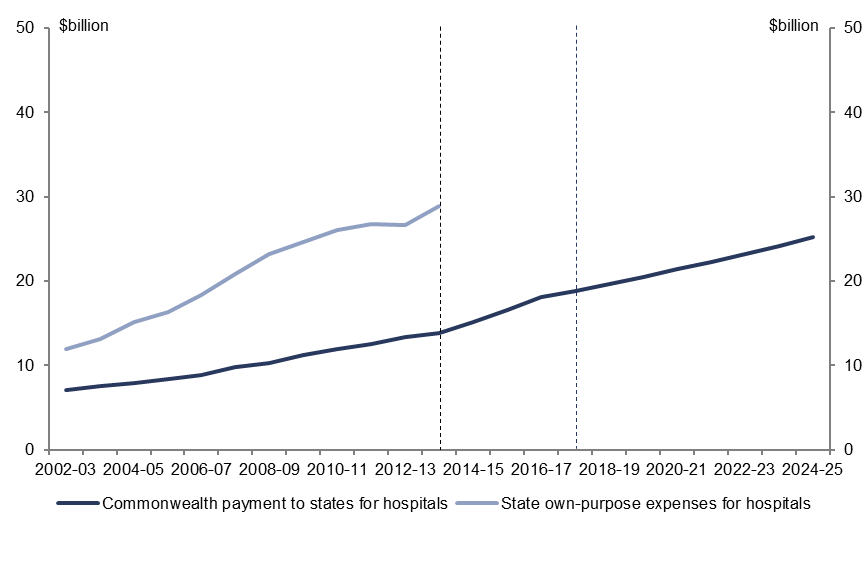 50 $billion $billion 50
40 40
30 30
20 20
10 10
0 0
2002-03 2004-05 2006-07 2008-09 2010-11 2012-13 2014-15 2016-17 2018-19 2020-21 2022-23 2024-25
Commonwealth payment to states for hospitals State own-purpose expenses for hospitals